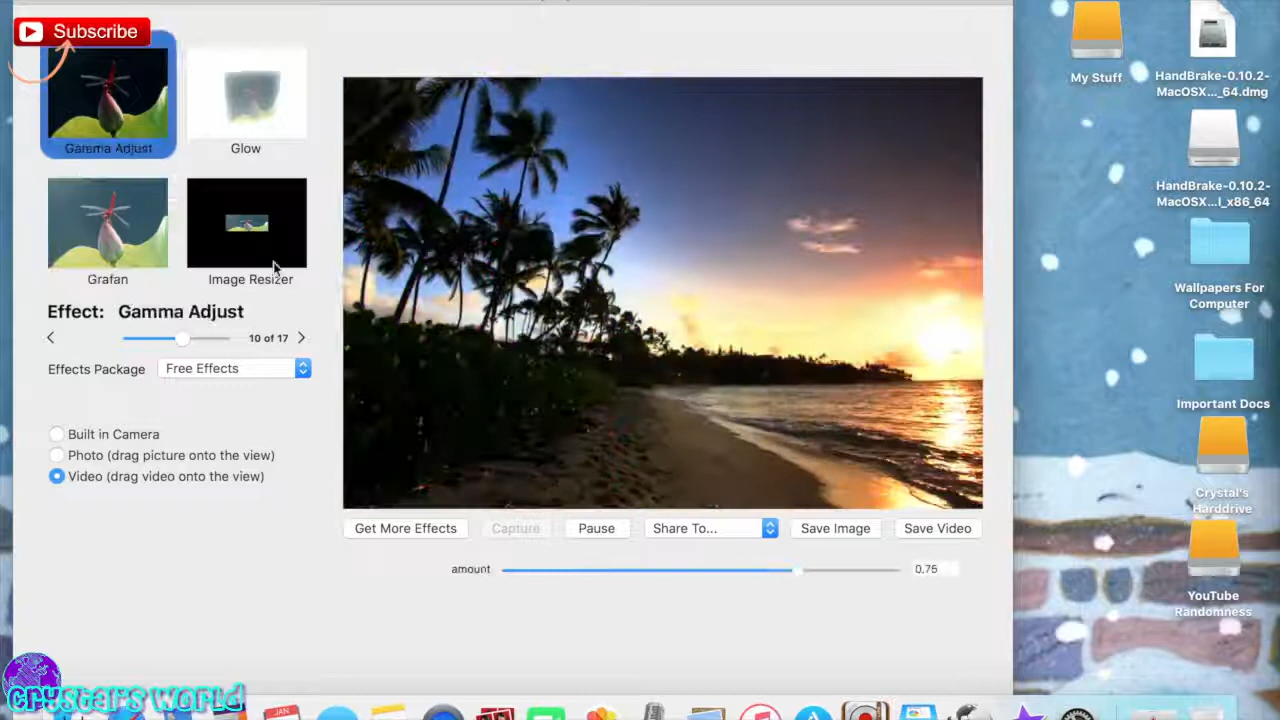 Subscribe
Gamma Adjust
Glow
Grafan
Image Resizer
Effect: Gamma Adjust
10 of 17
Effects Package
Free Effects
Built in Camera
Photo (drag picture onto the view)
Video (drag video onto the view)
Get More Effects
Capture
Pause
Share To...
Save Image
Save Video
amount
0.75
My Stuff
HandBrake-0.10.2-
MacOSX..._64.dmg
HandBrake-0.10.2-
MacOSX...I_x86_64
Wallpapers For
Computer
Important Docs
Crystal's
Harddrive
YouTube
Randomness
CRYSTAL'S WORLD
JAN